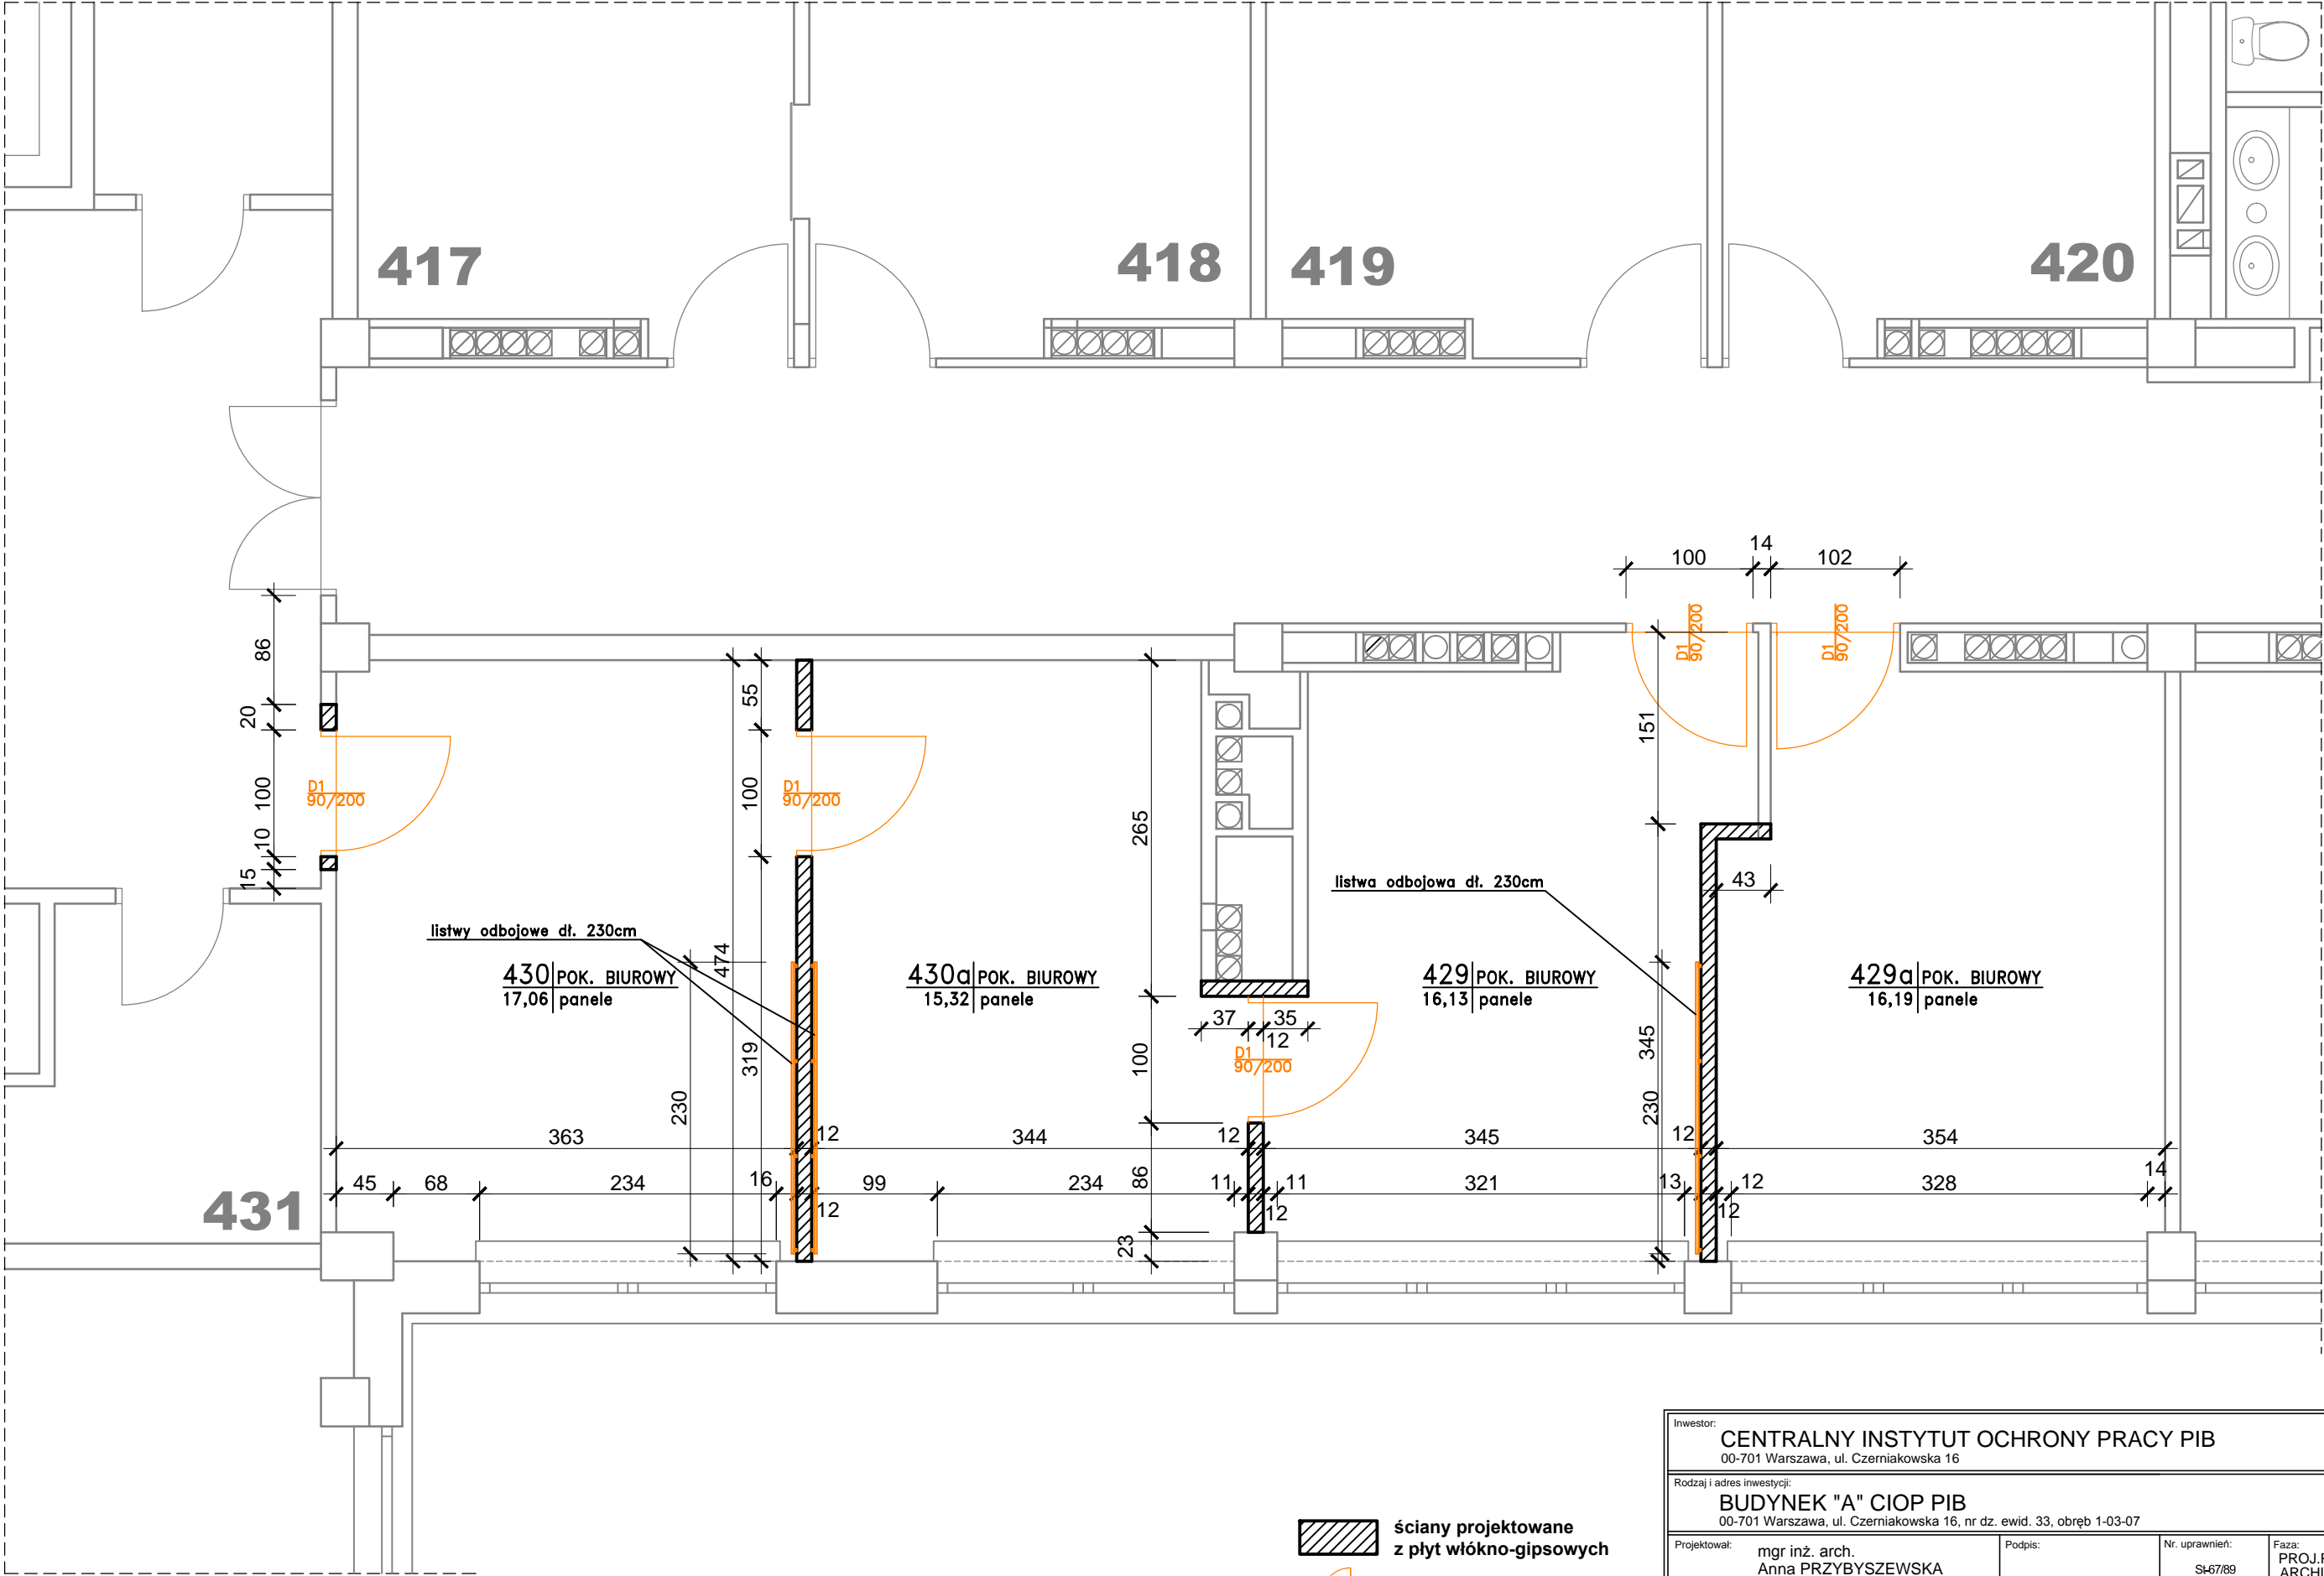 417
418
419
420
14
100
102
D1
90/200
D1
90/200
86
20
100
10
15
D1
90/200
55
100
474
319
D1
90/200
265
151
listwa odbojowa dł. 230cm
43
listwy odbojowe dł. 230cm
430 POK. BIUROWY
17,06 panele
430a POK. BIUROWY
15,32 panele
429 POK. BIUROWY
16,13 panele
429a POK. BIUROWY
16,19 panele
37
35
12
D1
90/200
100
345
230
230
363
12
344
12
345
12
354
431
45
68
234
16
12
99
234
11
12
11
86
23
321
13
12
12
328
14
ściany projektowane
z płyt włókno-gipsowych
Inwestor:
CENTRALNY INSTYTUT OCHRONY PRACY PIB
00-701 Warszawa, ul. Czerniakowska 16
Rodzaj i adres inwestycji:
BUDYNEK "A" CIOP PIB
00-701 Warszawa, ul. Czerniakowska 16, nr dz. ewid. 33, obręb 1-03-07
Projektował:
mgr inż. arch.
Anna PRZYBYSZEWSKA
Podpis:
Nr. uprawnień:
St-67/89
Faza: